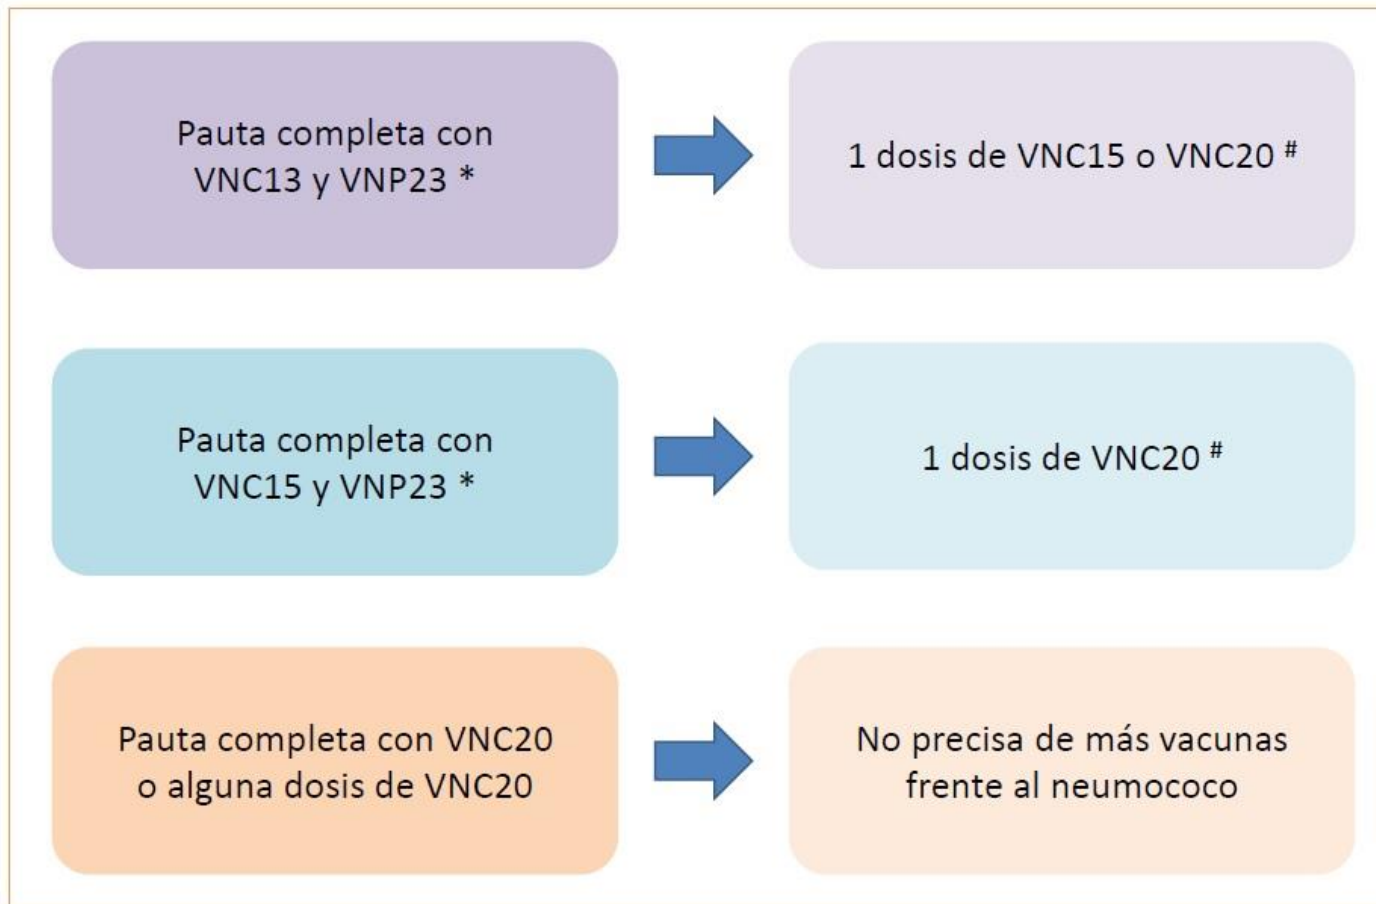 Pauta completa con
VNC13 y VNP23 *
1 dosis de VNC15 o VNC20 #
Pauta completa con
VNC15 y VNP23 *
1 dosis de VNC20 #
Pauta completa con VNC20
o alguna dosis de VNC20
No precisa de más vacunas
frente al neumococo